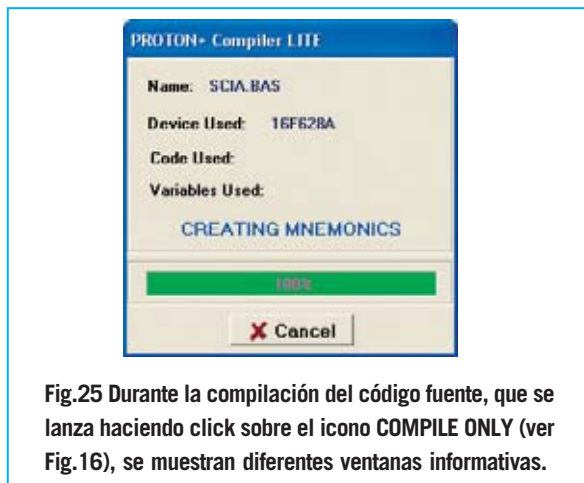 PROTON+ Compiler LITE
Name: SCIA.BAS
Device Used: 16F628A
Code Used:
Variables Used:
CREATING MNEMONICS
100%
Cancel
Fig.25 Durante la compilación del código fuente, que se
lanza haciendo click sobre el icono COMPILE ONLY (ver
Fig.16), se muestran diferentes ventanas informativas.